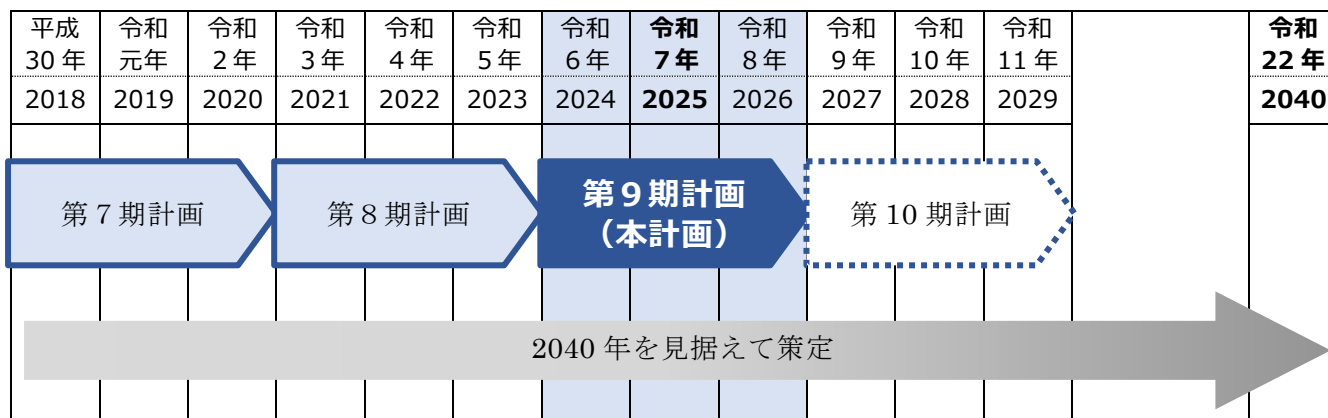 平成 令和 令和 令和 令和 令和 令和 令和 令和 令和 令和 令和 令和
30年 元年 2年 3年 4年 5年 6年 7年 8年 9年 10年 11年 22年
2018 2019 2020 2021 2022 2023 2024 2025 2026 2027 2028 2029 2040
第７期計画 第８期計画 第９期計画 第10期計画
（本計画）
2040年を見据えて策定